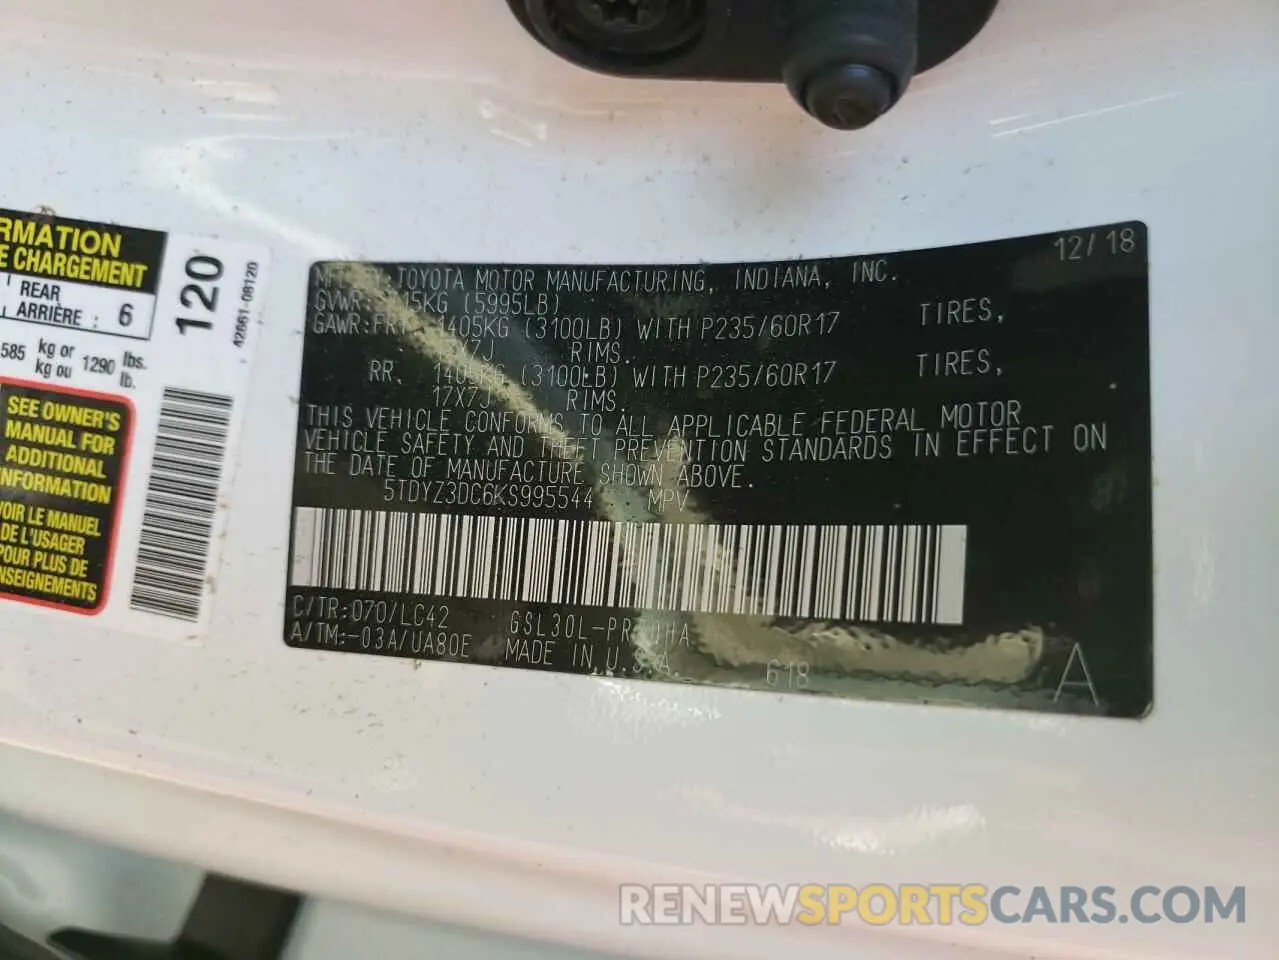 RMATION
E CHARGEMENT
REAR
ARRIÈRE : 6
585 kg or 1290 lbs.
kg ou lb.
SEE OWNER'S
MANUAL FOR
ADDITIONAL
INFORMATION
VOIR LE MANUEL
DE L'USAGER
POUR PLUS DE
NSEIGNEMENTS
120
42661-08120
12/18
TOYOTA MOTOR MANUFACTURING, INDIANA, INC.
GVWR: (5995LB)
GAWR:FRT. 1405KG (3100LB) WITH P235/60R17 TIRES,
17X7J RIMS.
RR. 1405KG (3100LB) WITH P235/60R17 TIRES,
17X7J RIMS.
THIS VEHICLE CONFORMS TO ALL APPLICABLE FEDERAL MOTOR
VEHICLE SAFETY AND THEFT PREVENTION STANDARDS IN EFFECT ON
THE DATE OF MANUFACTURE SHOWN ABOVE.
5TDYZ3DC6KS995544 MPV
C/TR:070/LC42 
A/TM:-03A/UA80E MADE IN U.S.A. 618 A
RENEWSPORTSCARS.COM